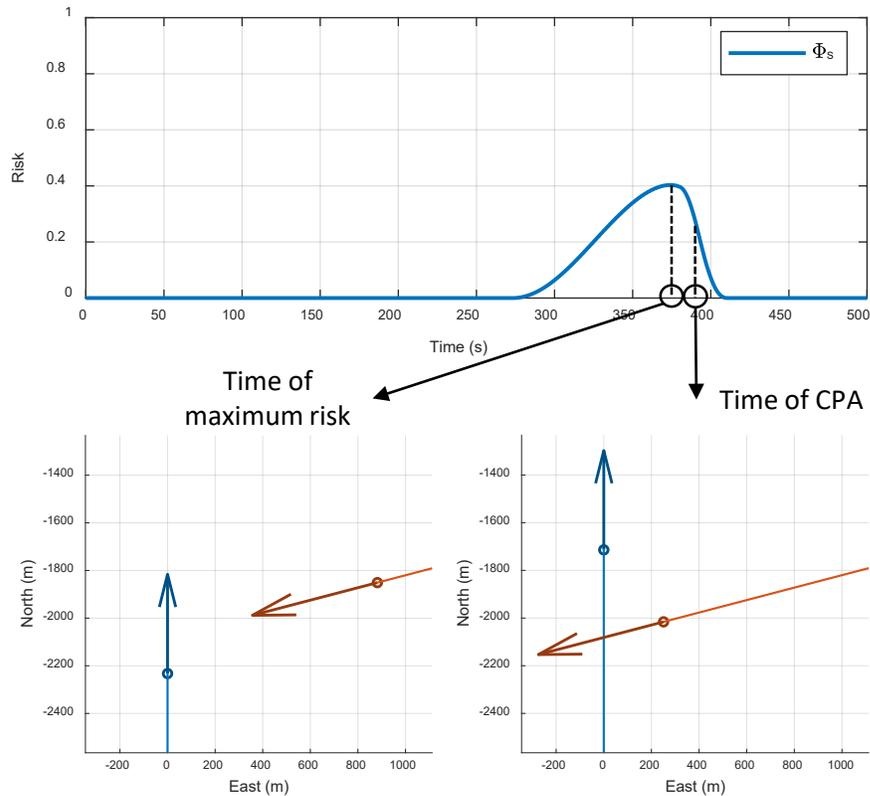 1
0.8
0.6
0.4
0.2
0
Risk
Φs
0 50 100 150 200 250 300 350 400 450 500
Time (s)
Time of
maximum risk
Time of CPA
-1400
-1600
-1800
-2000
-2200
-2400
North (m)
-200 0 200 400 600 800 1000
East (m)
-1400
-1600
-1800
-2000
-2200
-2400
North (m)
-200 0 200 400 600 800 1000
East (m)